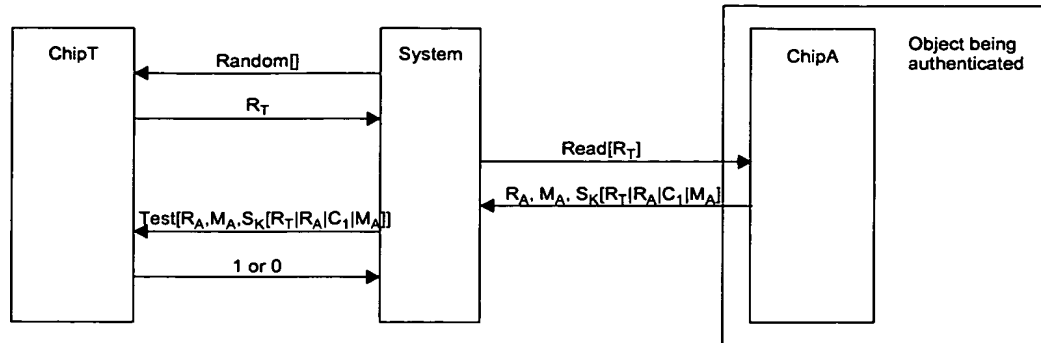 ChipT
System
ChipA
Object being
authenticated
Random[]
R_T
Read[R_T]
R_A, M_A, S_K[R_T|R_A|C_1|M_A]
Test[R_A,M_A,S_K[R_T|R_A|C_1|M_A]]
1 or 0